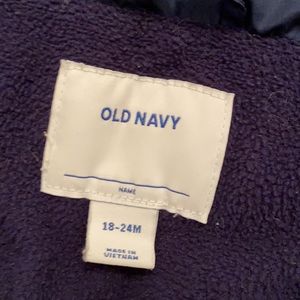 OLD NAVY
NAME
18-24M
MADE IN
VIETNAM